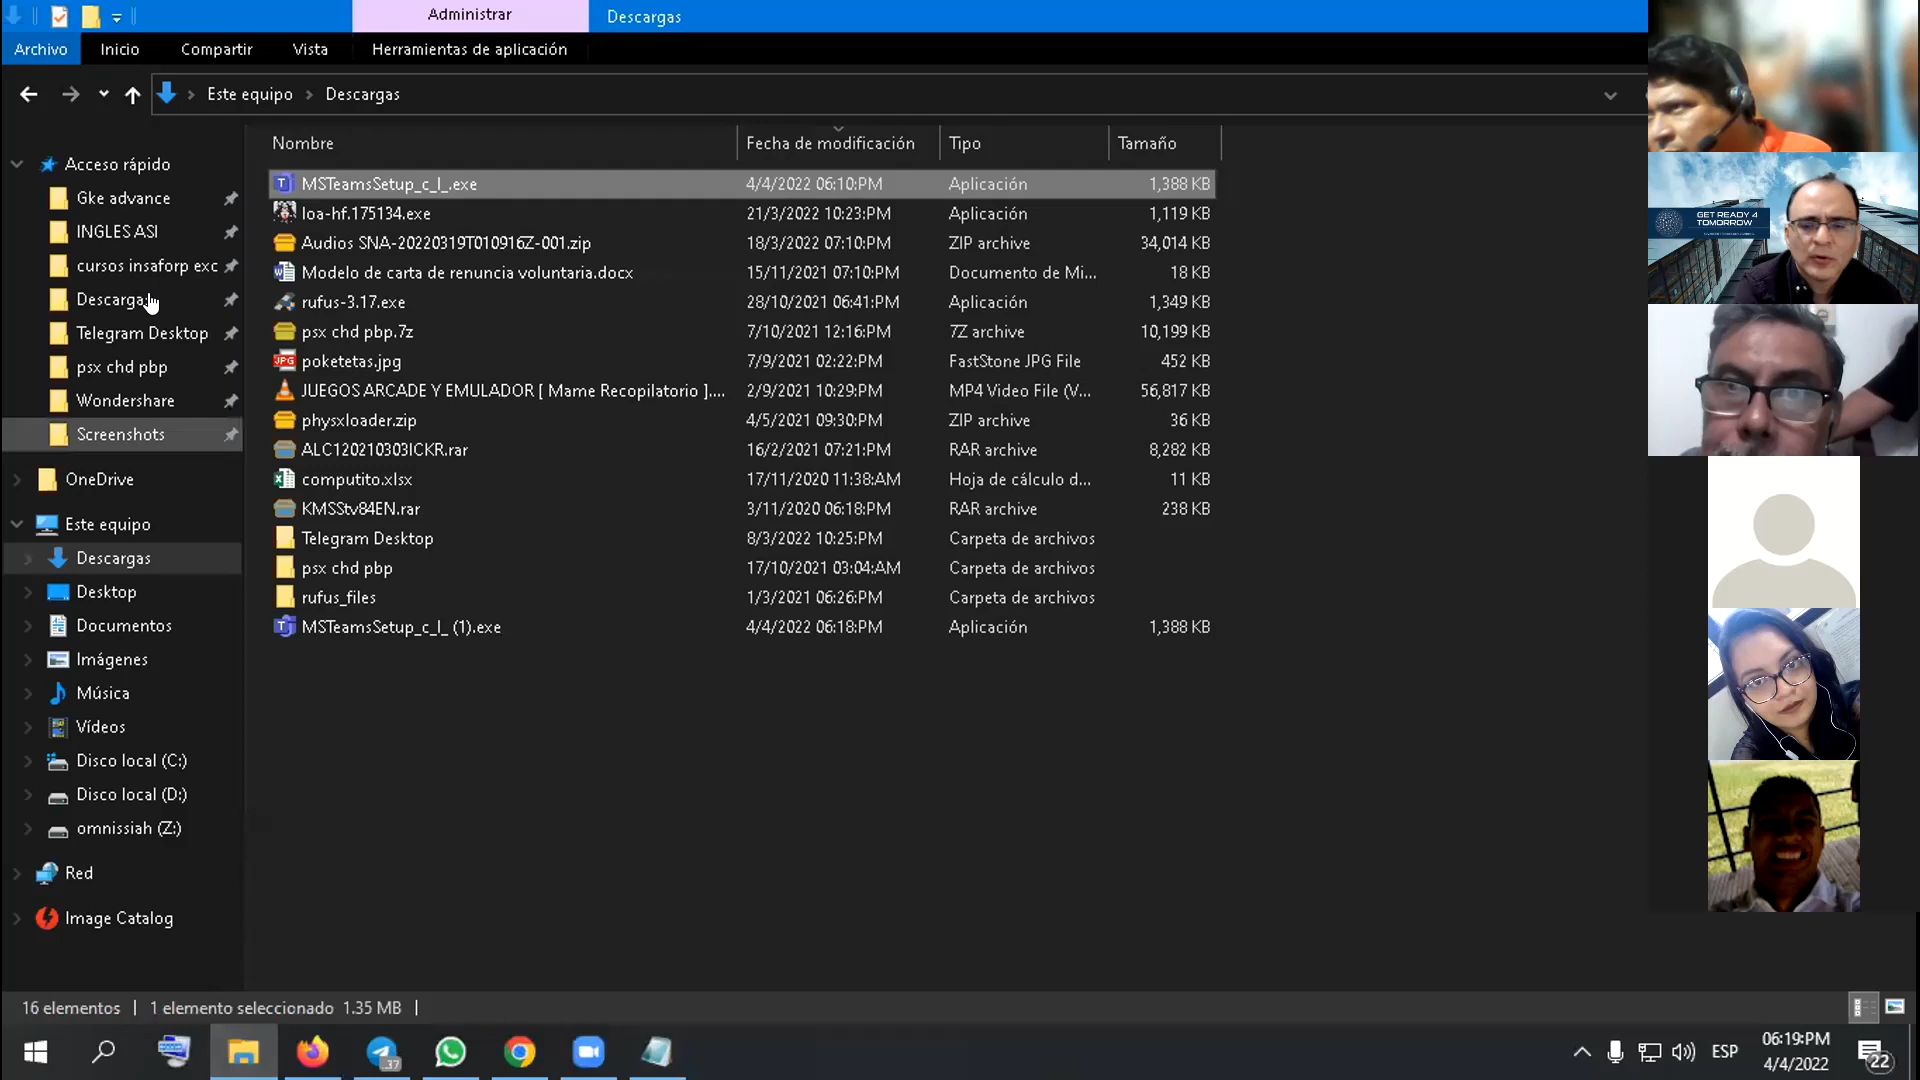 Administrar
Descargas
Archivo
Inicio
Compartir
Vista
Herramientas de aplicación
Este equipo
Descargas
Nombre
Fecha de modificación
Tipo
Tamaño
MSTeamsSetup_c_l_.exe 4/4/2022 06:10:PM Aplicación 1,388 KB
loa-hf.175134.exe 21/3/2022 10:23:PM Aplicación 1,119 KB
Audios SNA-20220319T010916Z-001.zip 18/3/2022 07:10:PM ZIP archive 34,014 KB
Modelo de carta de renuncia voluntaria.docx 15/11/2021 07:10:PM Documento de Mi... 18 KB
rufus-3.17.exe 28/10/2021 06:41:PM Aplicación 1,349 KB
psx chd pbp.7z 7/10/2021 12:16:PM 7Z archive 10,199 KB
poketetas.jpg 7/9/2021 02:22:PM FastStone JPG File 452 KB
JUEGOS ARCADE Y EMULADOR [ Mame Recopilatorio ].... 2/9/2021 10:29:PM MP4 Video File (V... 56,817 KB
physxloader.zip 4/5/2021 09:30:PM ZIP archive 36 KB
ALC120210303ICKR.rar 16/2/2021 07:21:PM RAR archive 8,282 KB
computito.xlsx 17/11/2020 11:38:AM Hoja de cálculo d... 11 KB
KMSStv84EN.rar 3/11/2020 06:18:PM RAR archive 238 KB
Telegram Desktop 8/3/2022 10:25:PM Carpeta de archivos
psx chd pbp 17/10/2021 03:04:AM Carpeta de archivos
rufus_files 1/3/2021 06:26:PM Carpeta de archivos
MSTeamsSetup_c_l_ (1).exe 4/4/2022 06:18:PM Aplicación 1,388 KB
Acceso rápido
Gke advance
INGLES ASI
cursos insaforp exc
Descargas
Telegram Desktop
psx chd pbp
Wondershare
Screenshots
OneDrive
Este equipo
Descargas
Desktop
Documentos
Imágenes
Música
Vídeos
Disco local (C:)
Disco local (D:)
omnissiah (Z:)
Red
Image Catalog
16 elementos
1 elemento seleccionado 1.35 MB
GET READY 4
TOMORROW
37
ESP
06:19:PM
4/4/2022
22